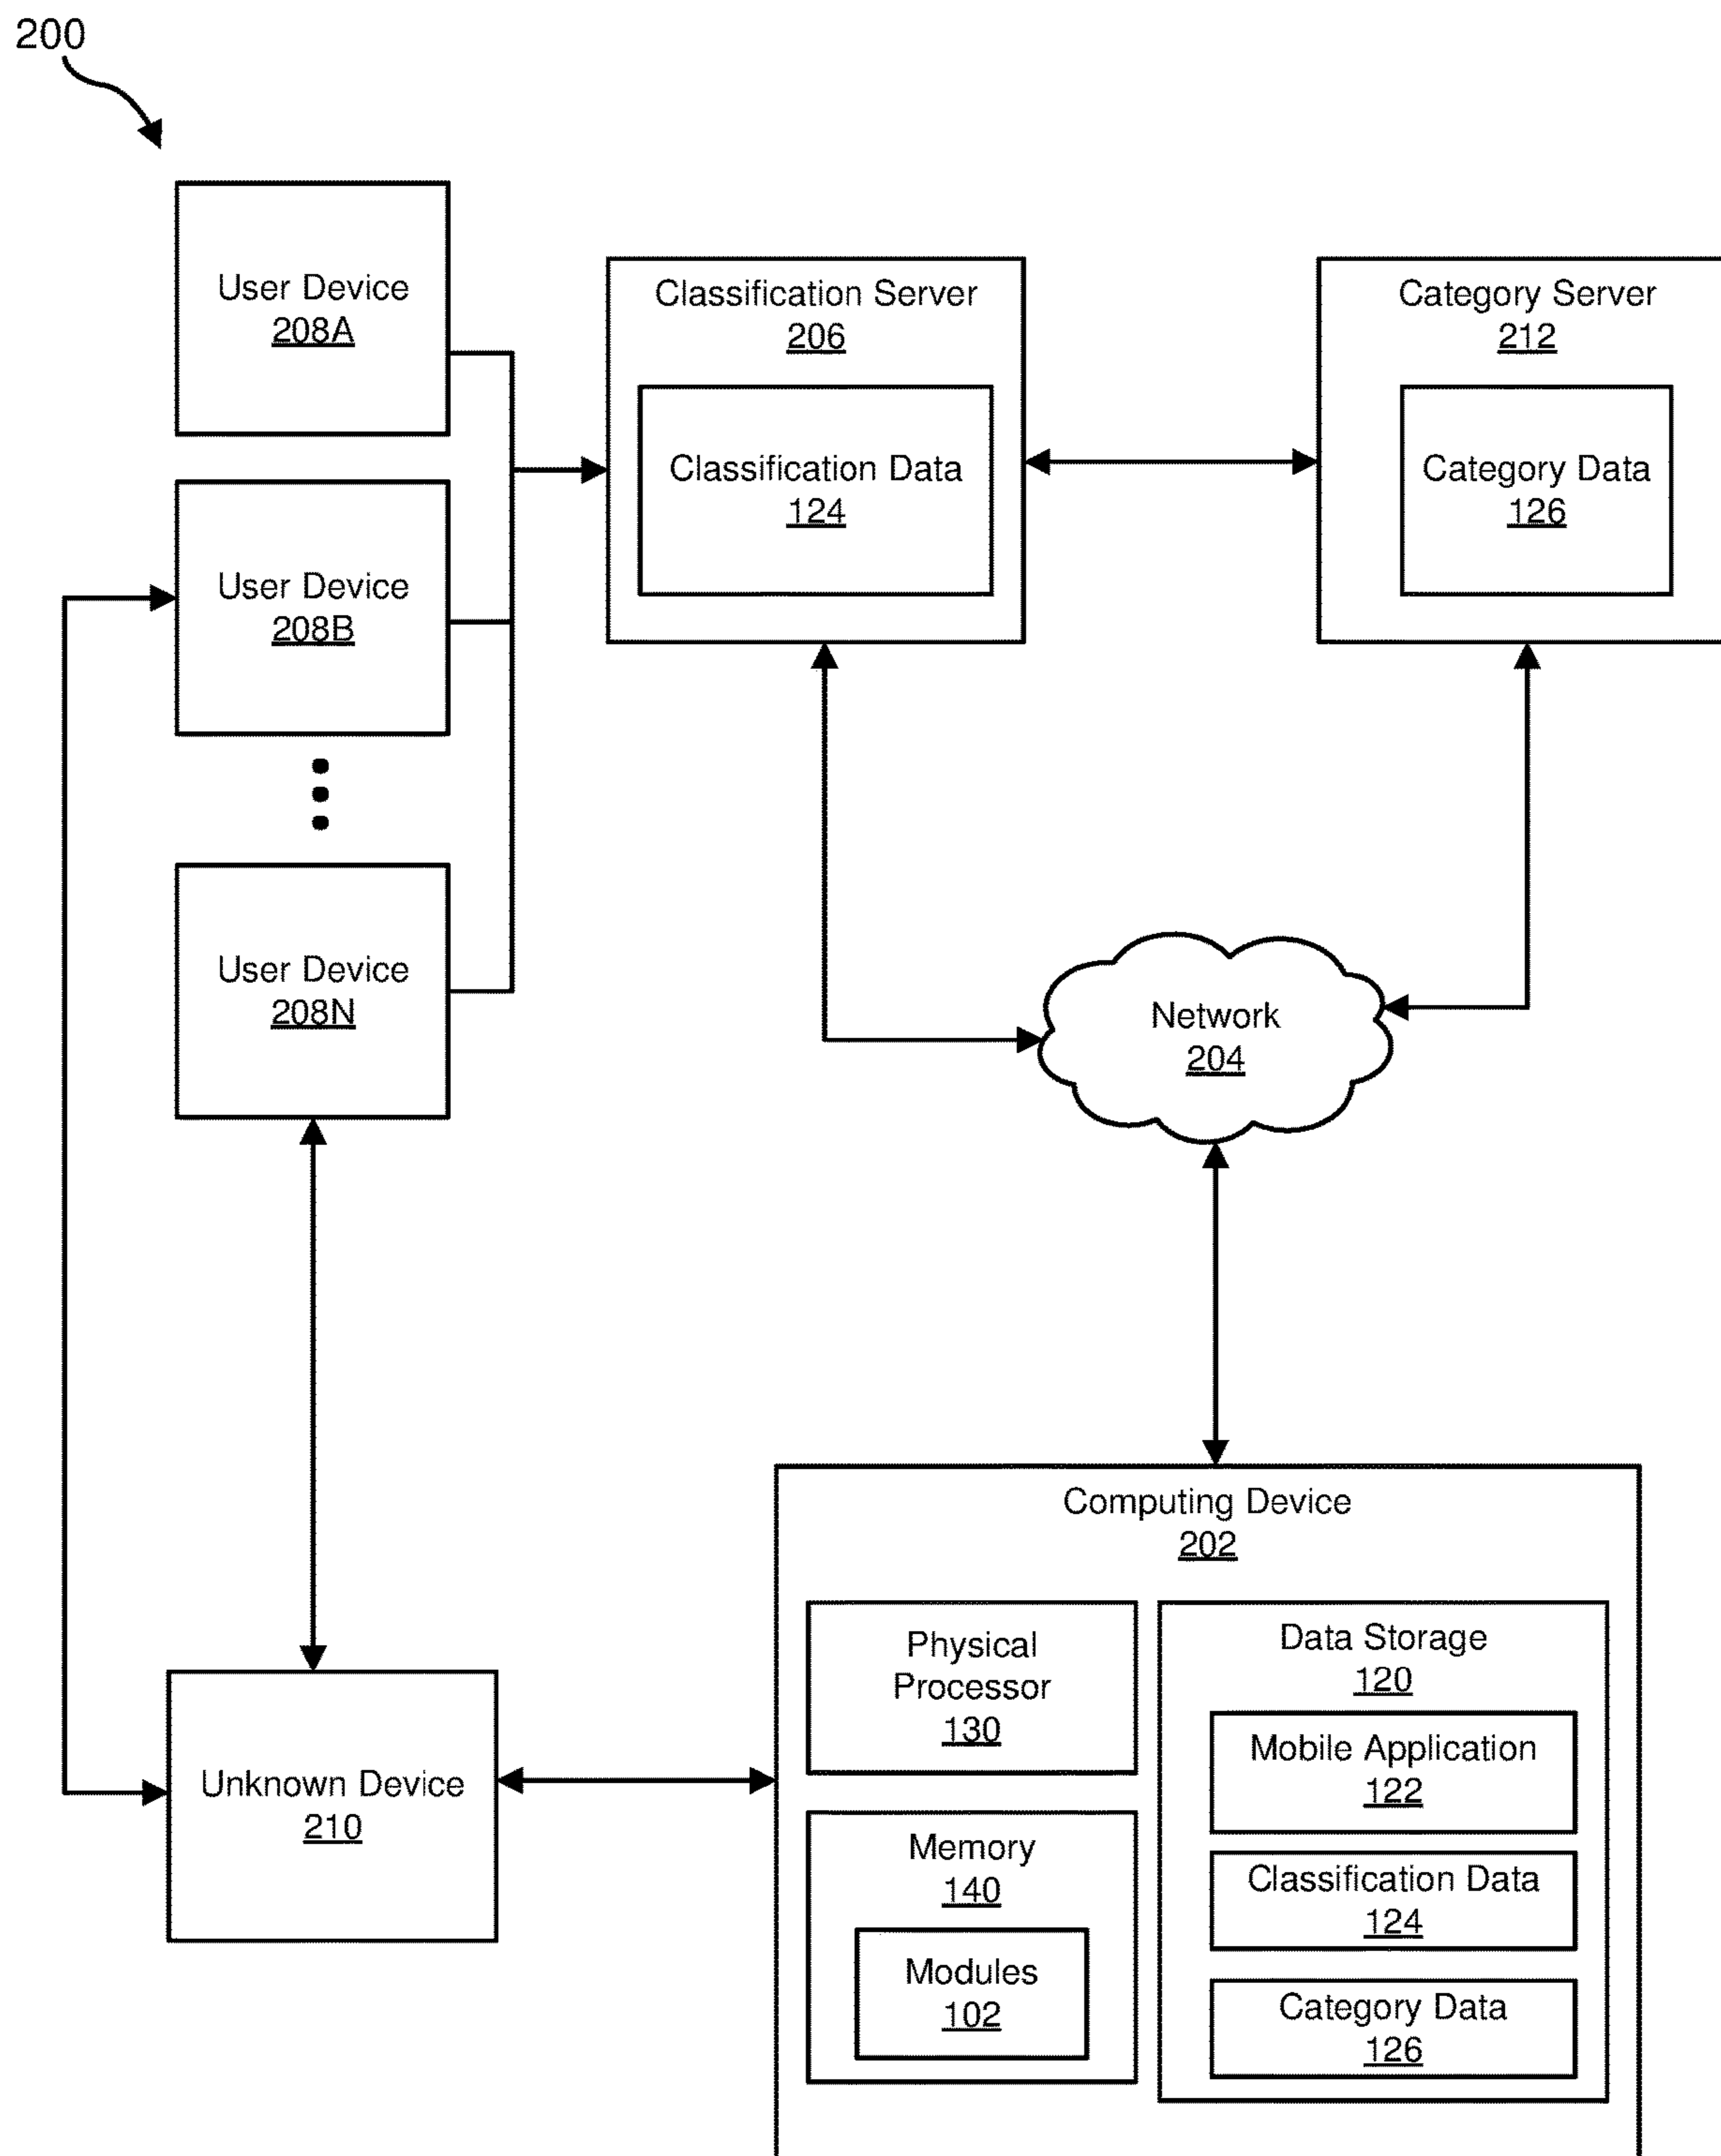 200
User Device
208A
Classification Server
206
Classification Data
124
Category Server
212
Category Data
126
User Device
208B
User Device
208N
Network
204
Computing Device
202
Physical
Processor
130
Memory
140
Modules
102
Data Storage
120
Mobile Application
122
Classification Data
124
Category Data
126
Unknown Device
210